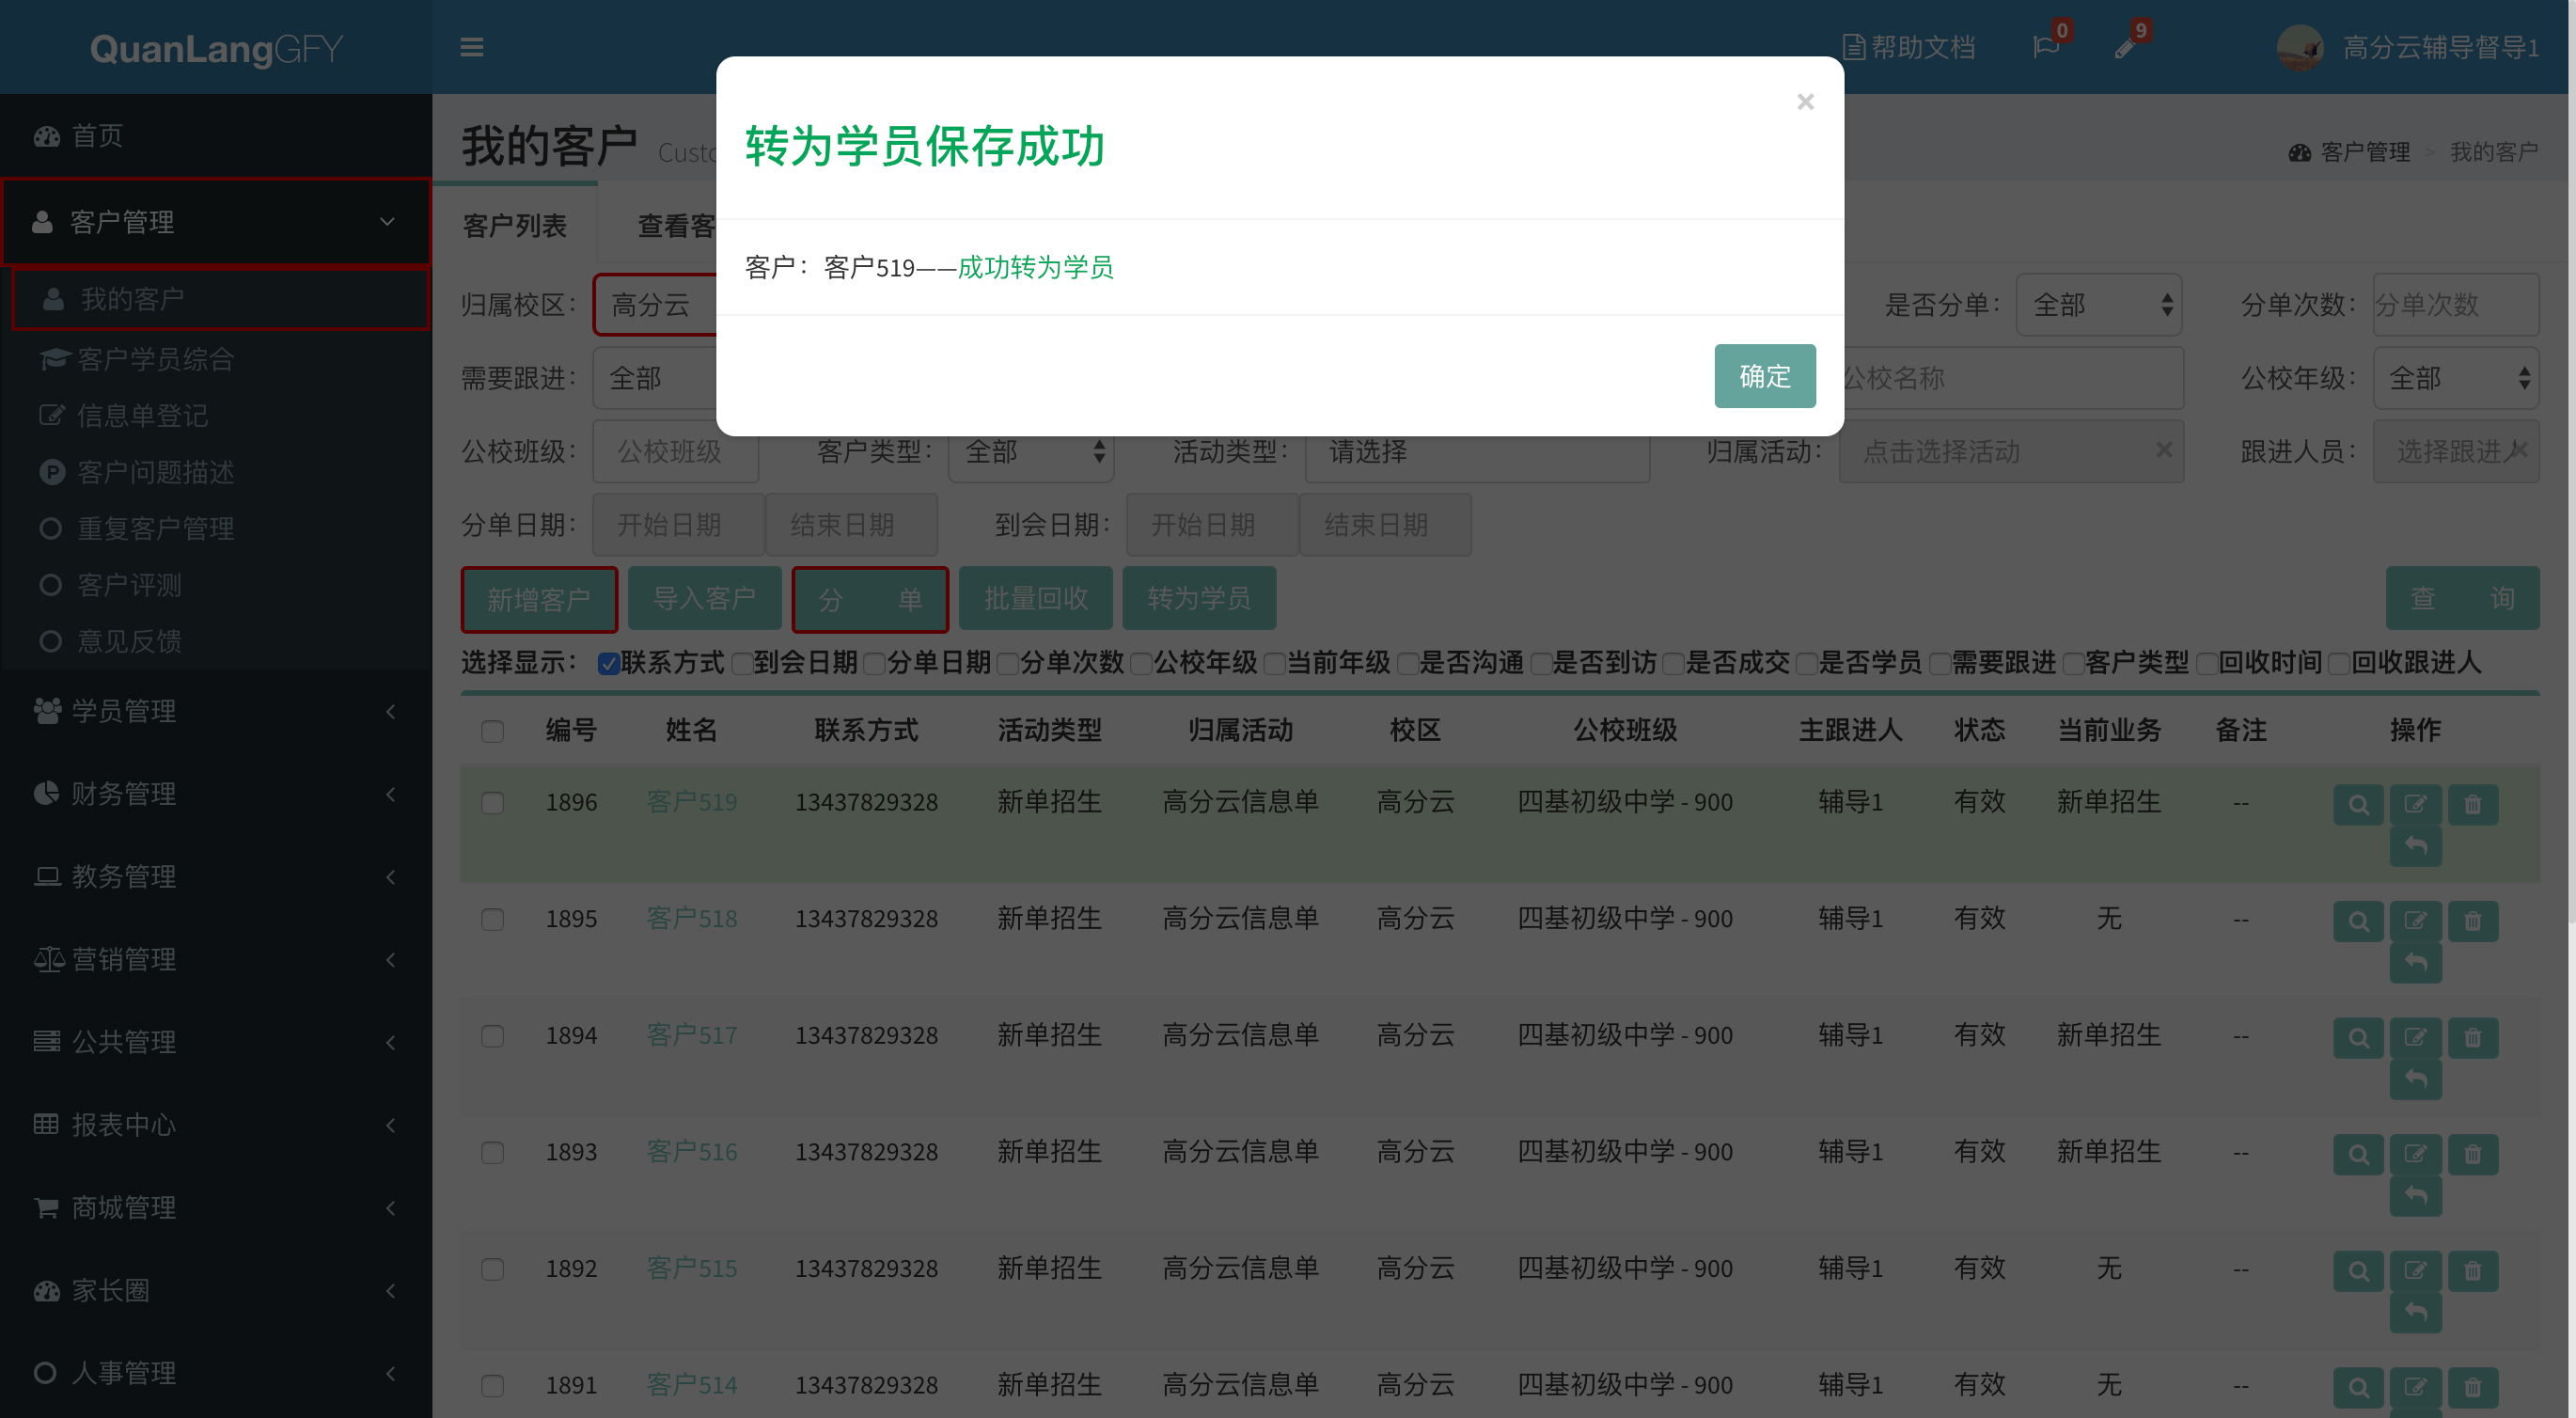 QuanLangGFY
帮助文档 0 9 高分云辅导督导1
首页
客户管理
我的客户
客户学员综合
信息单登记
客户问题描述
重复客户管理
客户评测
意见反馈
学员管理
财务管理
教务管理
营销管理
公共管理
报表中心
商城管理
家长圈
人事管理
我的客户 Custo
客户管理 > 我的客户
×
转为学员保存成功
客户：客户519——成功转为学员
确定
客户列表 查看客
归属校区： 高分云 是否分单： 全部 分单次数： 分单次数
需要跟进： 全部 公校名称 公校年级： 全部
公校班级： 公校班级 客户类型： 全部 活动类型： 请选择 归属活动： 点击选择活动 × 跟进人员： 选择跟进 ×
分单日期： 开始日期 结束日期 到会日期： 开始日期 结束日期
新增客户 导入客户 分 单 批量回收 转为学员 查 询
选择显示： 联系方式 到会日期 分单日期 分单次数 公校年级 当前年级 是否沟通 是否到访 是否成交 是否学员 需要跟进 客户类型 回收时间 回收跟进人
编号 姓名 联系方式 活动类型 归属活动 校区 公校班级 主跟进人 状态 当前业务 备注 操作
1896 客户519 13437829328 新单招生 高分云信息单 高分云 四基初级中学 - 900 辅导1 有效 新单招生 --
1895 客户518 13437829328 新单招生 高分云信息单 高分云 四基初级中学 - 900 辅导1 有效 无 --
1894 客户517 13437829328 新单招生 高分云信息单 高分云 四基初级中学 - 900 辅导1 有效 新单招生 --
1893 客户516 13437829328 新单招生 高分云信息单 高分云 四基初级中学 - 900 辅导1 有效 新单招生 --
1892 客户515 13437829328 新单招生 高分云信息单 高分云 四基初级中学 - 900 辅导1 有效 无 --
1891 客户514 13437829328 新单招生 高分云信息单 高分云 四基初级中学 - 900 辅导1 有效 无 --